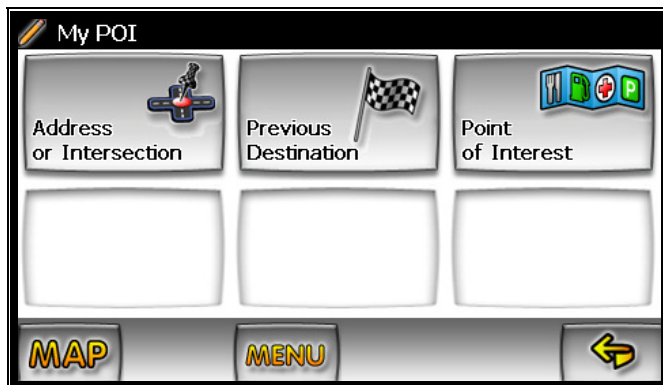 My POI
Address
or Intersection
Previous
Destination
Point
of Interest
P
MAP
MENU